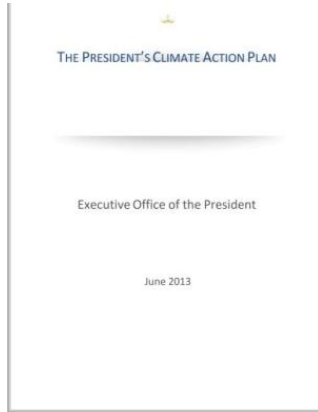 THE PRESIDENT'S CLIMATE ACTION PLAN
Executive Office of the President
June 2013